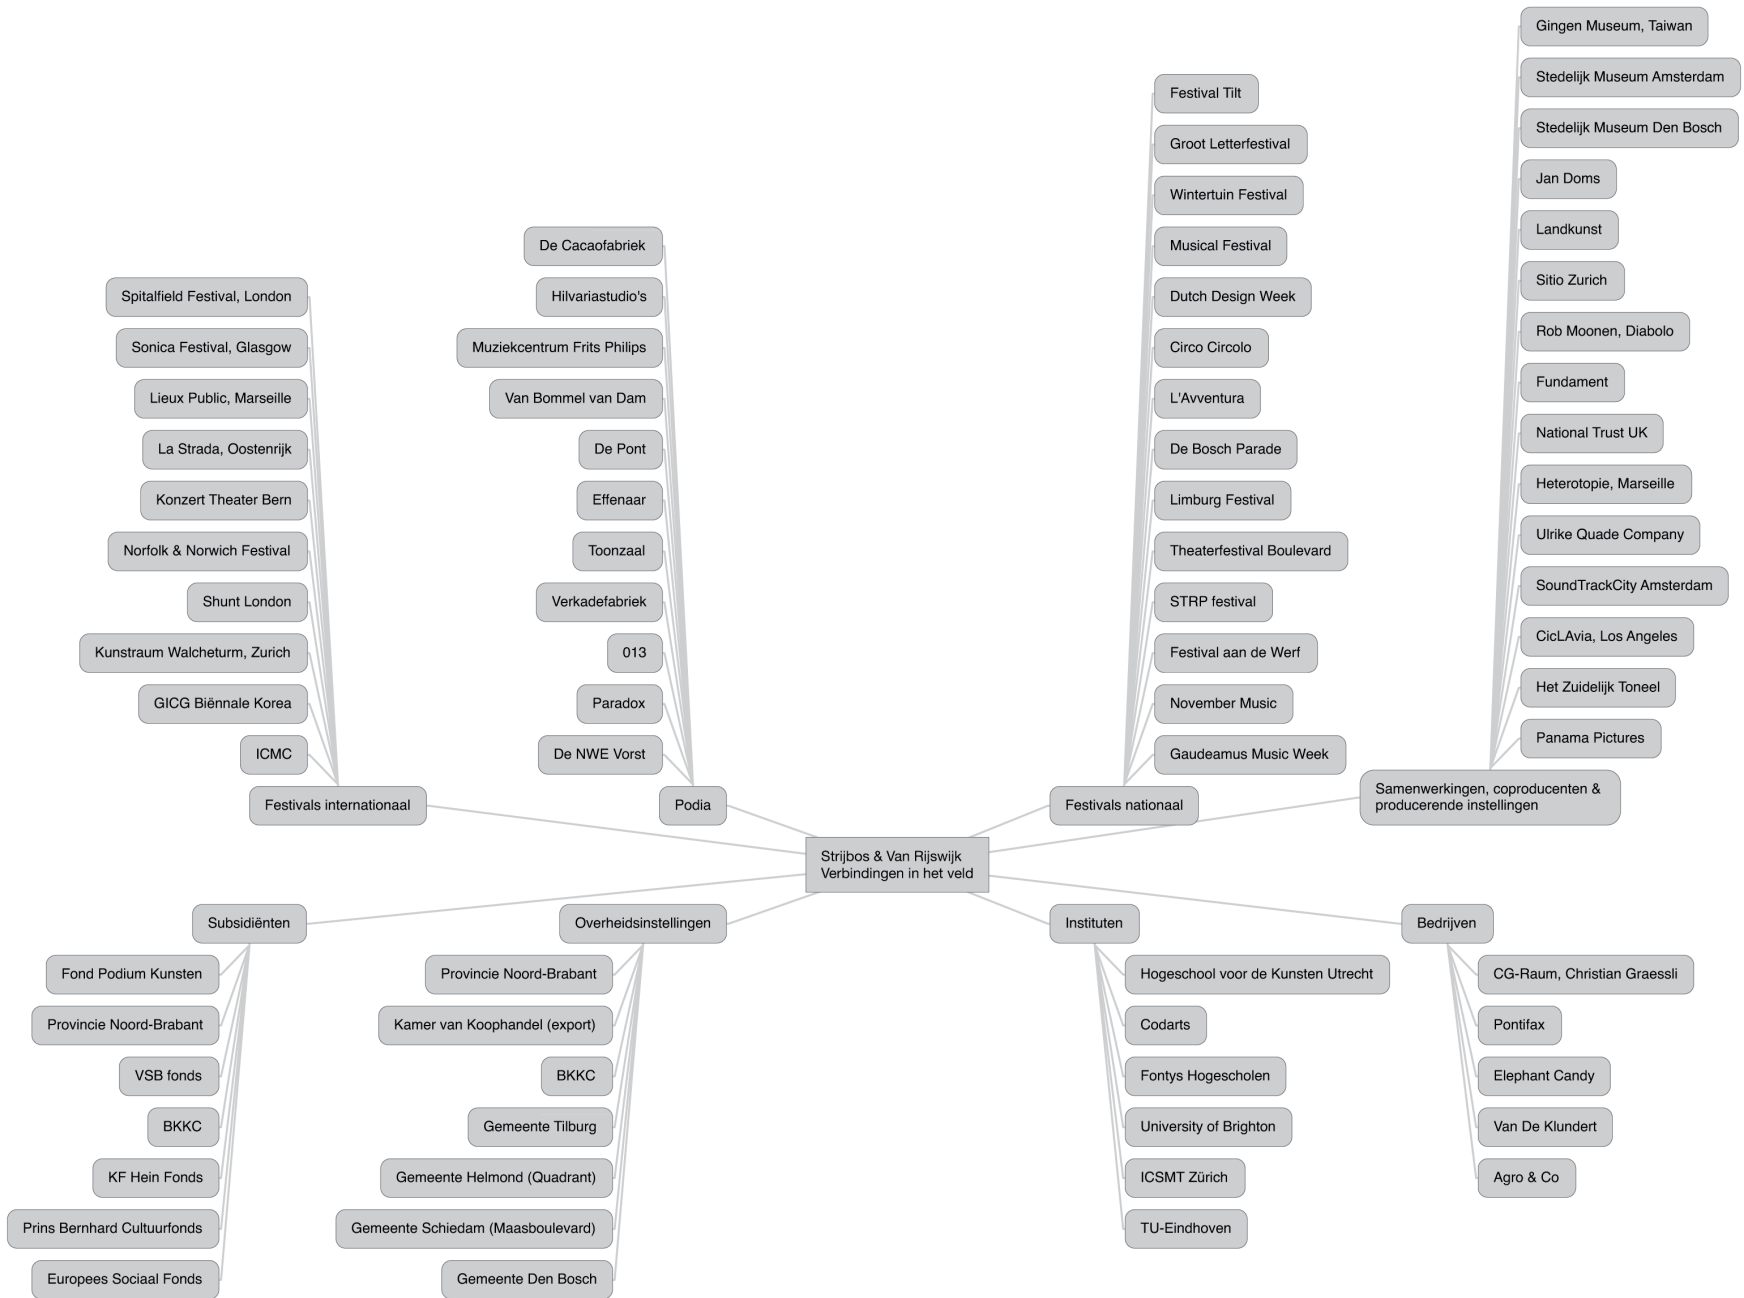 Spitalfield Festival, London
Sonica Festival, Glasgow
Lieux Public, Marseille
La Strada, Oostenrijk
Konzert Theater Bern
Norfolk & Norwich Festival
Shunt London
Kunstraum Walcheturm, Zurich
GICG Biënnale Korea
ICMC
Festivals internationaal
De Cacaofabriek
Hilvariastudio's
Muziekcentrum Frits Philips
Van Bommel van Dam
De Pont
Effenaar
Toonzaal
Verkadefabriek
013
Paradox
De NWE Vorst
Podia
Festival Tilt
Groot Letterfestival
Wintertuin Festival
Musical Festival
Dutch Design Week
Circo Circolo
L'Avventura
De Bosch Parade
Limburg Festival
Theaterfestival Boulevard
STRP festival
Festival aan de Werf
November Music
Gaudeamus Music Week
Festivals nationaal
Gingen Museum, Taiwan
Stedelijk Museum Amsterdam
Stedelijk Museum Den Bosch
Jan Doms
Landkunst
Sitio Zurich
Rob Moonen, Diabolo
Fundament
National Trust UK
Heterotopie, Marseille
Ulrike Quade Company
SoundTrackCity Amsterdam
CicLAvia, Los Angeles
Het Zuidelijk Toneel
Panama Pictures
Samenwerkingen, coproducenten &
producerende instellingen
Strijbos & Van Rijswijk
Verbindingen in het veld
Subsidiënten
Fond Podium Kunsten
Provincie Noord-Brabant
VSB fonds
BKKC
KF Hein Fonds
Prins Bernhard Cultuurfonds
Europees Sociaal Fonds
Overheidsinstellingen
Provincie Noord-Brabant
Kamer van Koophandel (export)
BKKC
Gemeente Tilburg
Gemeente Helmond (Quadrant)
Gemeente Schiedam (Maasboulevard)
Gemeente Den Bosch
Instituten
Hogeschool voor de Kunsten Utrecht
Codarts
Fontys Hogescholen
University of Brighton
ICSMT Zürich
TU-Eindhoven
Bedrijven
CG-Raum, Christian Graessli
Pontifax
Elephant Candy
Van De Klundert
Agro & Co